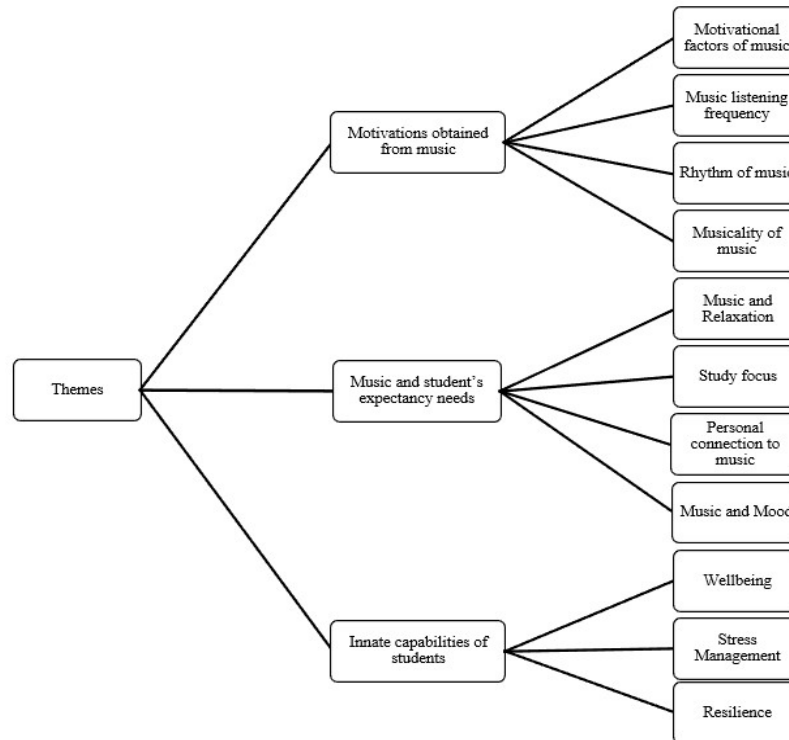 Motivational
factors of music
Music listening
frequency
Motivations obtained
from music
Rhythm of music
Musicality of
music
Music and
Relaxation
Themes
Music and student's
expectancy needs
Study focus
Personal
connection to
music
Music and Mood
Wellbeing
Innate capabilities of
students
Stress
Management
Resilience